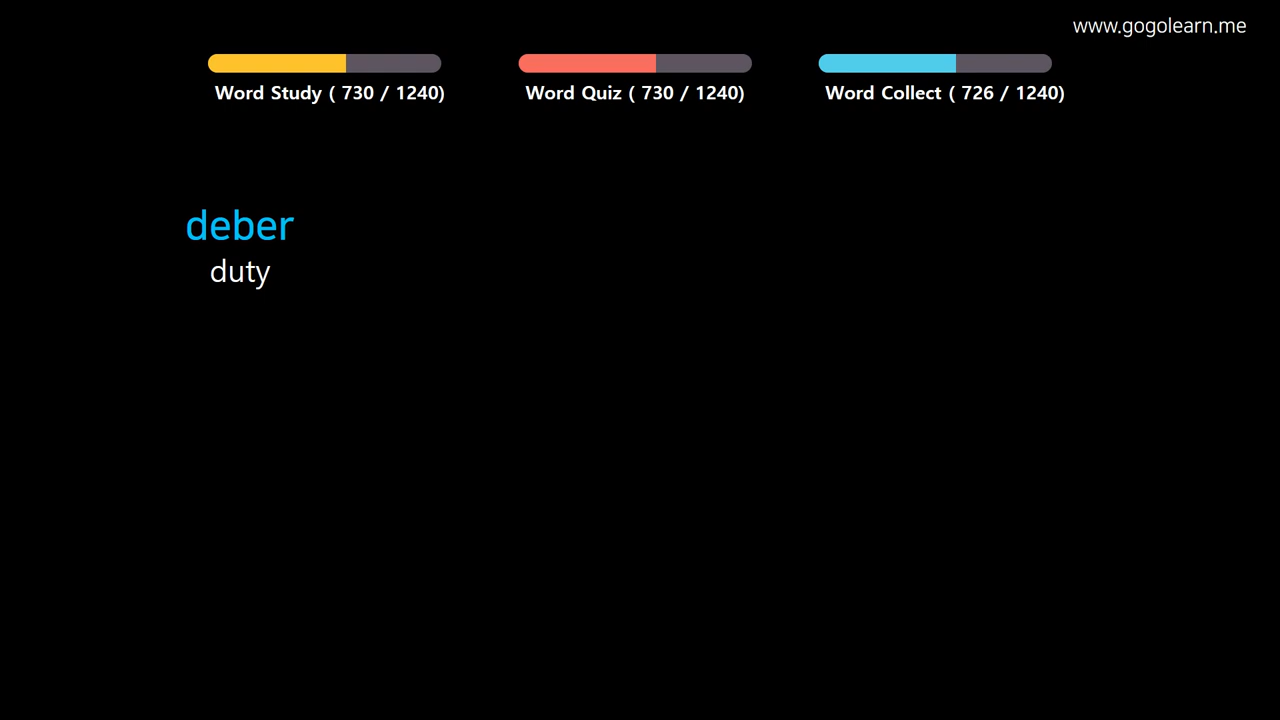 www.gogolearn.me
Word Study ( 730 / 1240)
Word Quiz ( 730 / 1240)
Word Collect ( 726 / 1240)
deber
duty